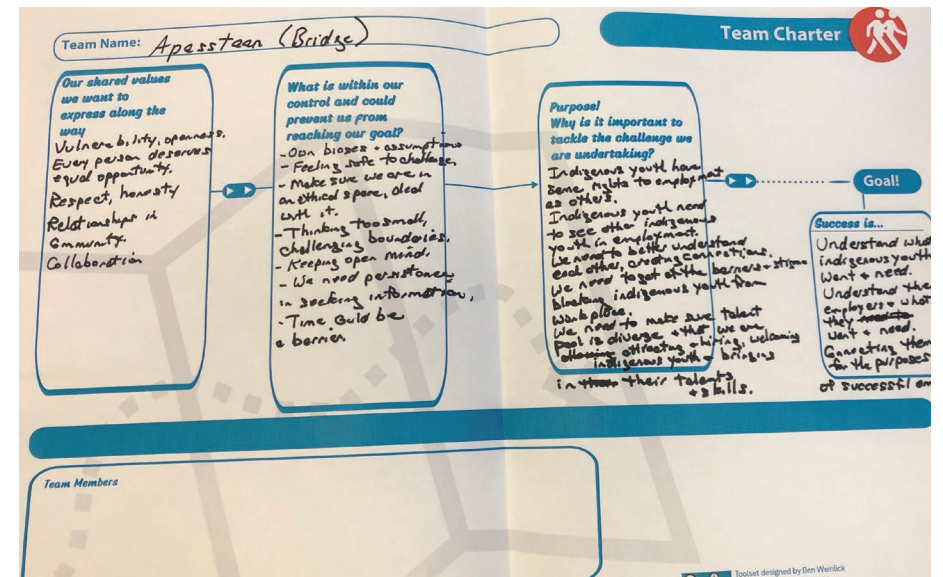 Team Name: Apassteen (Bridge)
Team Charter
Our shared values
we want to
express along the
way
Vulnerability, openness.
Every person deserves
equal opportunity.
Respect, honesty
Relationships in
Community.
Collaboration
What is within our
control and could
prevent us from
reaching our goal?
- Own biases + assumptions
- Feeling safe to challenge,
- Make sure we are in
an ethical space, deal
with it.
- Thinking too small,
challenging boundaries.
- Keeping open mind.
- We need persistence
in seeking information,
- Time could be
a barrier.
Purpose!
Why is it important to
tackle the challenge we
are undertaking?
Indigenous youth have
same rights to employment
as others.
Indigenous youth need
to see other indigenous
youth in employment.
We need to better understand
each other, creating connections.
We need to get of the barriers + stigma
blocking indigenous youth from
workplace.
We need to make sure talent
pool is diverse + that we are
attracting + hiring, welcoming
indigenous youth + bringing
in their talents
+ skills.
Goal!
Success is...
Understand what
indigenous youth
want + need.
Understand the
employers + what
they
want + need.
Connecting them
for the purposes
of successful em
Team Members
Toolset designed by Ben Weinlick